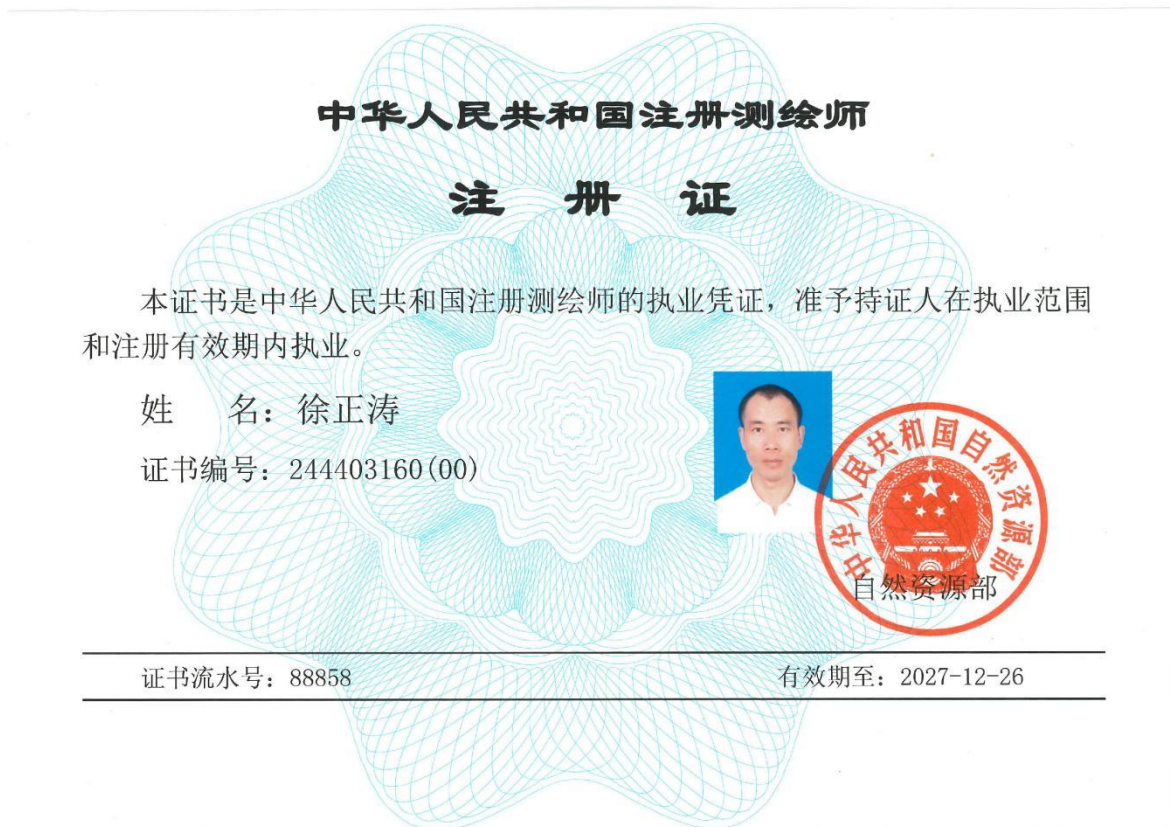 中华人民共和国注册测绘师
注 册 证
本证书是中华人民共和国注册测绘师的执业凭证，准予持证人在执业范围
和注册有效期内执业。
姓 名：徐正涛
证书编号：244403160(00)
中华人民共和国自然资源部
自然资源部
证书流水号：88858
有效期至：2027-12-26